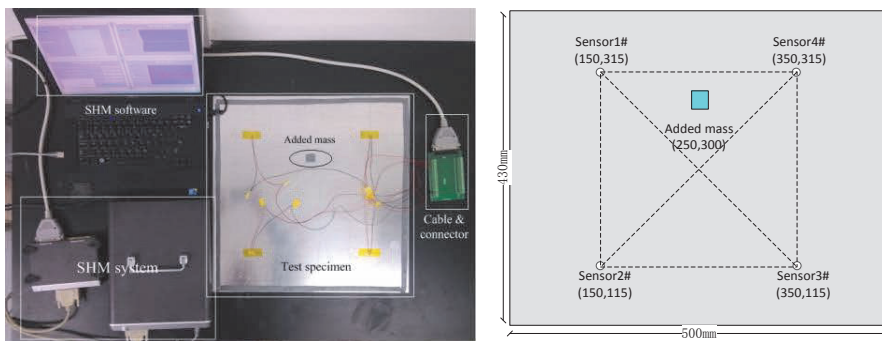 SHM software
Added mass
Cable &
connector
SHM system
Test specimen
Sensor1#
(150,315)
Sensor4#
(350,315)
Added mass
(250,300)
430mm
Sensor2#
(150,115)
Sensor3#
(350,115)
500mm